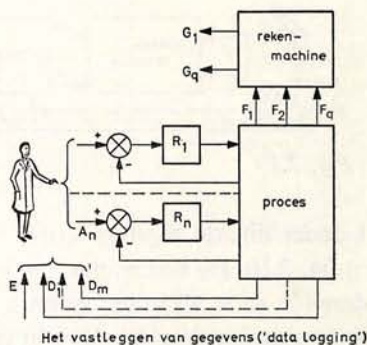 G1
Gq
reken-
machine
F1 F2 Fq
+
-
R1
proces
+
An
-
Rn
E D1 Dm
Het vastleggen van gegevens ('data logging')